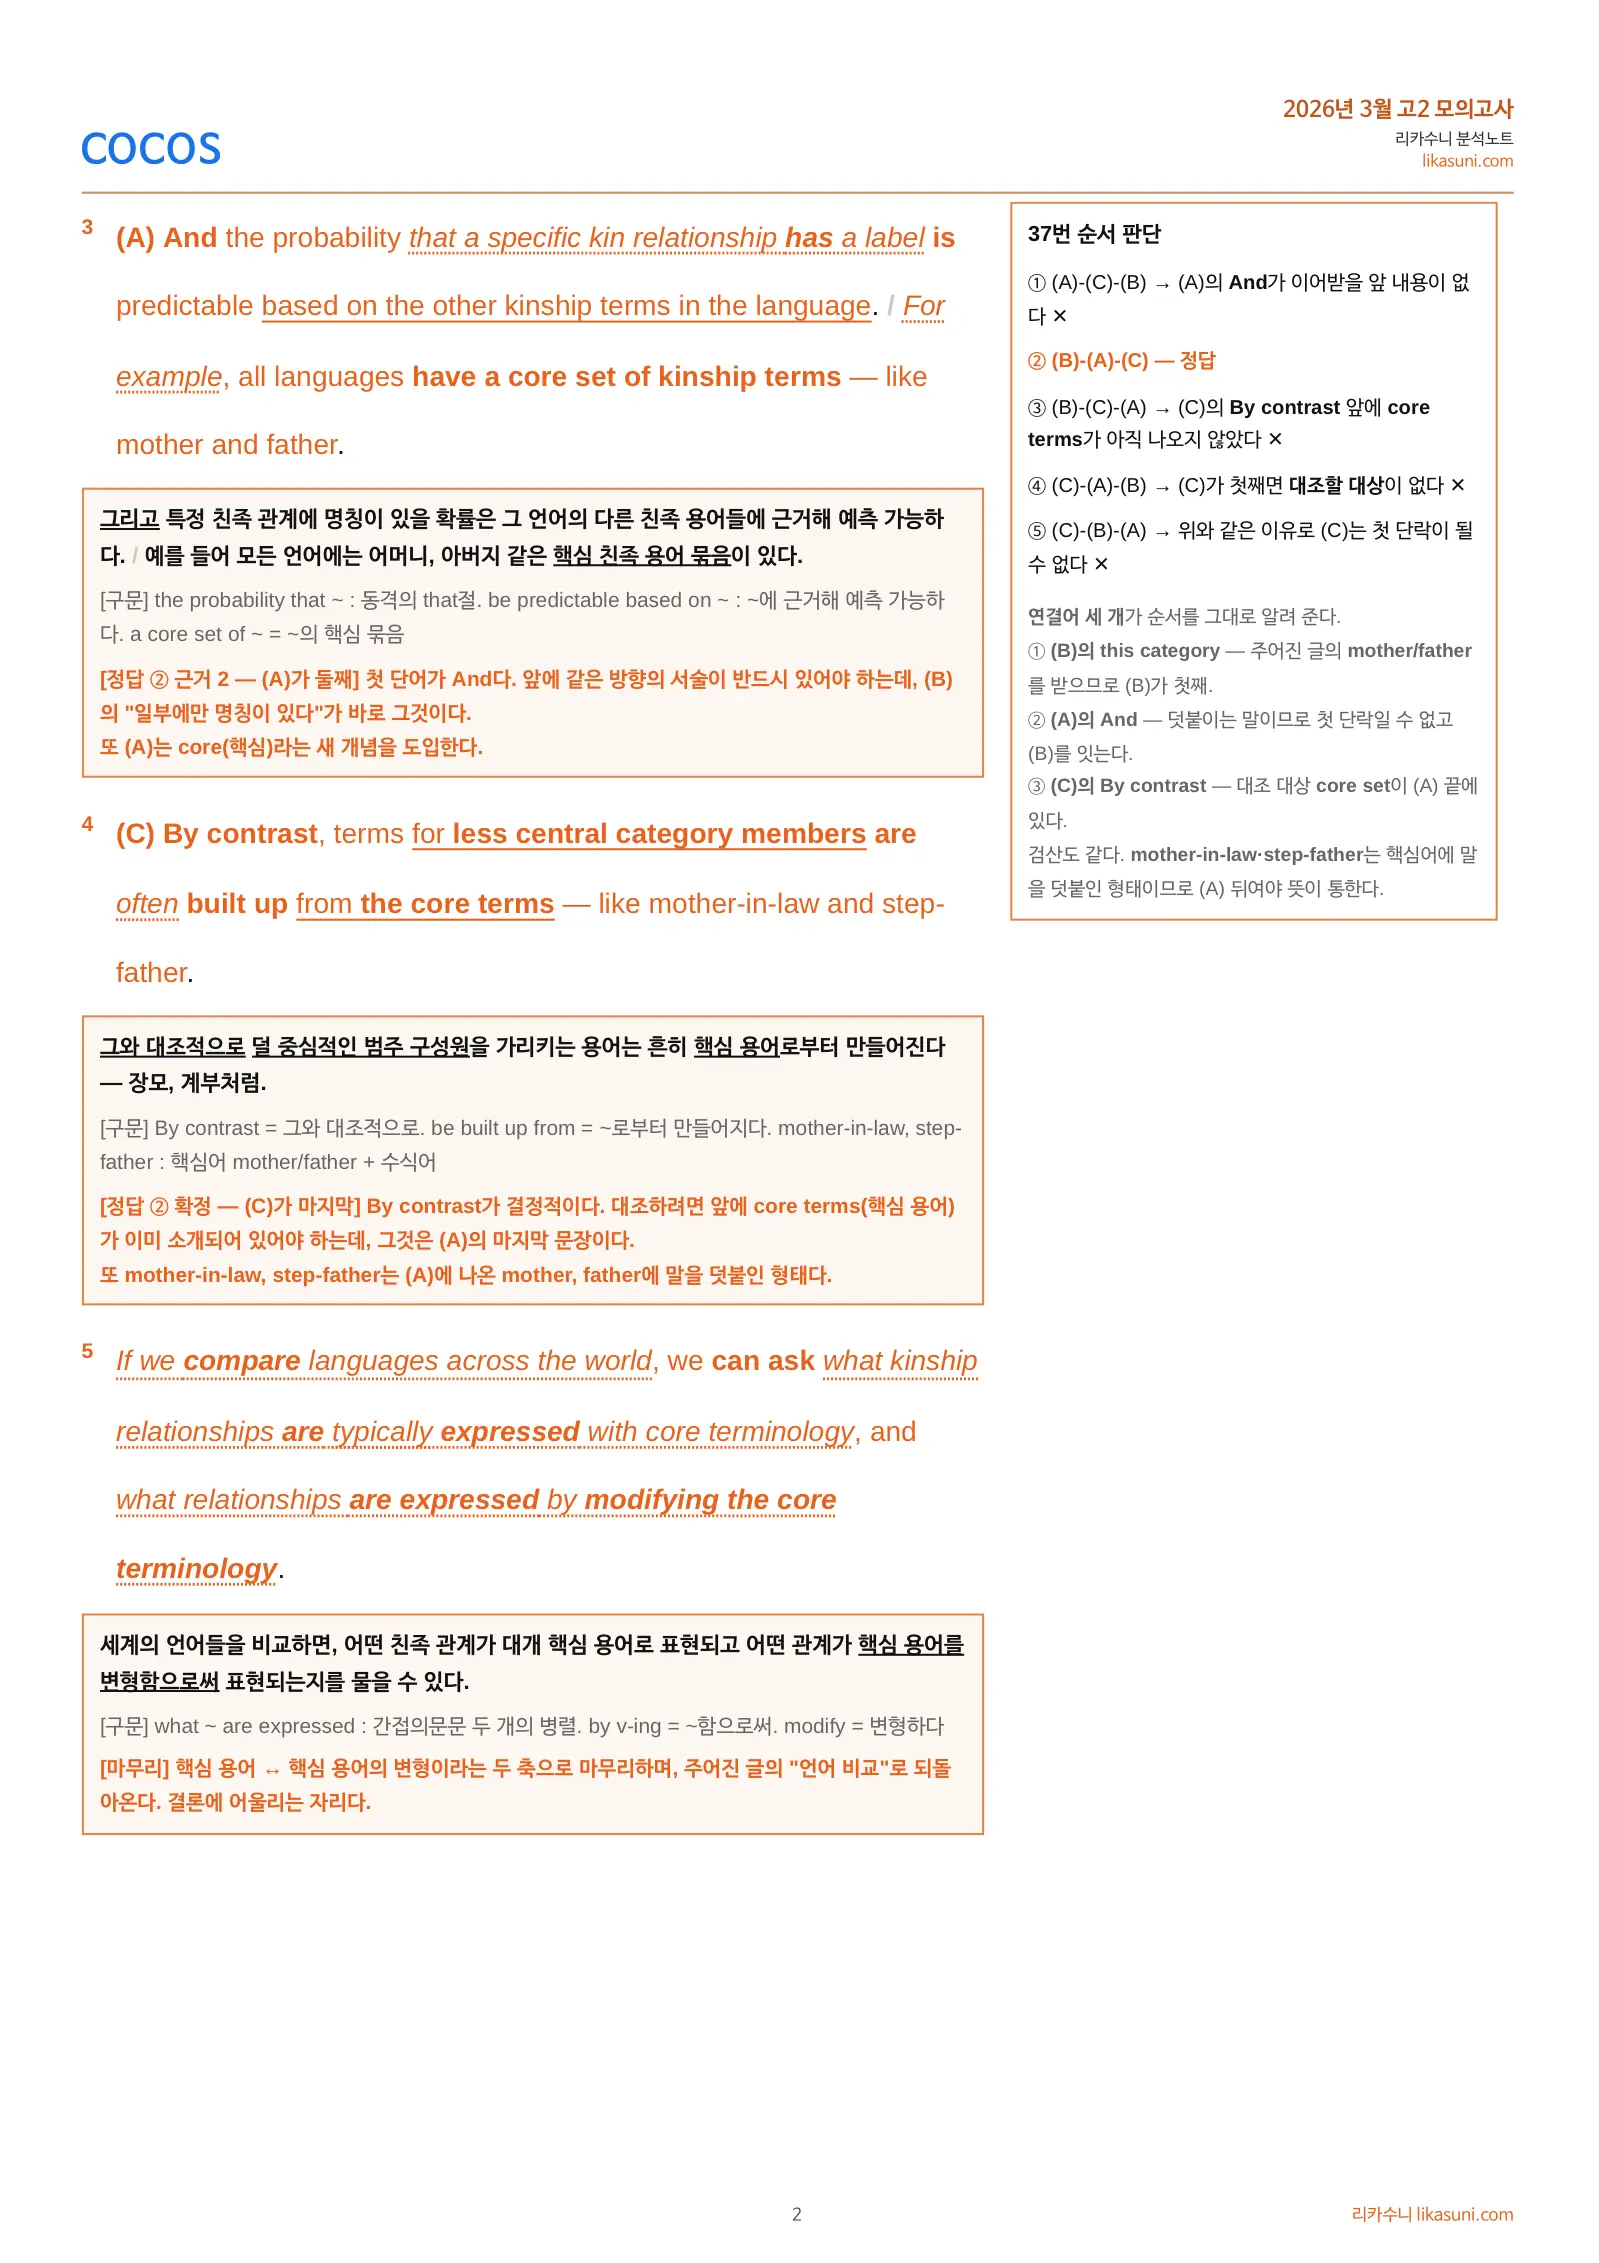 cocos
2026년 3월 고2 모의고사
리카수니 분석노트
likasuni.com
3 (A) And the probability that a specific kin relationship has a label is
predictable based on the other kinship terms in the language. / For
example, all languages have a core set of kinship terms — like
mother and father.
그리고 특정 친족 관계에 명칭이 있을 확률은 그 언어의 다른 친족 용어들에 근거해 예측 가능하
다. / 예를 들어 모든 언어에는 어머니, 아버지 같은 핵심 친족 용어 묶음이 있다.
[구문] the probability that ~ : 동격의 that절. be predictable based on ~ : ~에 근거해 예측 가능하
다. a core set of ~ = ~의 핵심 묶음
[정답 ② 근거 2 — (A)가 둘째] 첫 단어가 And다. 앞에 같은 방향의 서술이 반드시 있어야 하는데, (B)
의 "일부에만 명칭이 있다"가 바로 그것이다.
또 (A)는 core(핵심)라는 새 개념을 도입한다.
4 (C) By contrast, terms for less central category members are
often built up from the core terms — like mother-in-law and step-
father.
그와 대조적으로 덜 중심적인 범주 구성원을 가리키는 용어는 흔히 핵심 용어로부터 만들어진다
— 장모, 계부처럼.
[구문] By contrast = 그와 대조적으로. be built up from = ~로부터 만들어지다. mother-in-law, step-
father : 핵심어 mother/father + 수식어
[정답 ② 확정 — (C)가 마지막] By contrast가 결정적이다. 대조하려면 앞에 core terms(핵심 용어)
가 이미 소개되어 있어야 하는데, 그것은 (A)의 마지막 문장이다.
또 mother-in-law, step-father는 (A)에 나온 mother, father에 말을 덧붙인 형태다.
5 If we compare languages across the world, we can ask what kinship
relationships are typically expressed with core terminology, and
what relationships are expressed by modifying the core
terminology.
세계의 언어들을 비교하면, 어떤 친족 관계가 대개 핵심 용어로 표현되고 어떤 관계가 핵심 용어를
변형함으로써 표현되는지를 물을 수 있다.
[구문] what ~ are expressed : 간접의문문 두 개의 병렬. by v-ing = ~함으로써. modify = 변형하다
[마무리] 핵심 용어 ↔ 핵심 용어의 변형이라는 두 축으로 마무리하며, 주어진 글의 "언어 비교"로 되돌
아온다. 결론에 어울리는 자리다.
37번 순서 판단
① (A)-(C)-(B) → (A)의 And가 이어받을 앞 내용이 없
다 ✕
② (B)-(A)-(C) — 정답
③ (B)-(C)-(A) → (C)의 By contrast 앞에 core
terms가 아직 나오지 않았다 ✕
④ (C)-(A)-(B) → (C)가 첫째면 대조할 대상이 없다 ✕
⑤ (C)-(B)-(A) → 위와 같은 이유로 (C)는 첫 단락이 될
수 없다 ✕
연결어 세 개가 순서를 그대로 알려 준다.
① (B)의 this category — 주어진 글의 mother/father
를 받으므로 (B)가 첫째.
② (A)의 And — 덧붙이는 말이므로 첫 단락일 수 없고
(B)를 잇는다.
③ (C)의 By contrast — 대조 대상 core set이 (A) 끝에
있다.
검산도 같다. mother-in-law·step-father는 핵심어에 말
을 덧붙인 형태이므로 (A) 뒤여야 뜻이 통한다.
2
리카수니 likasuni.com